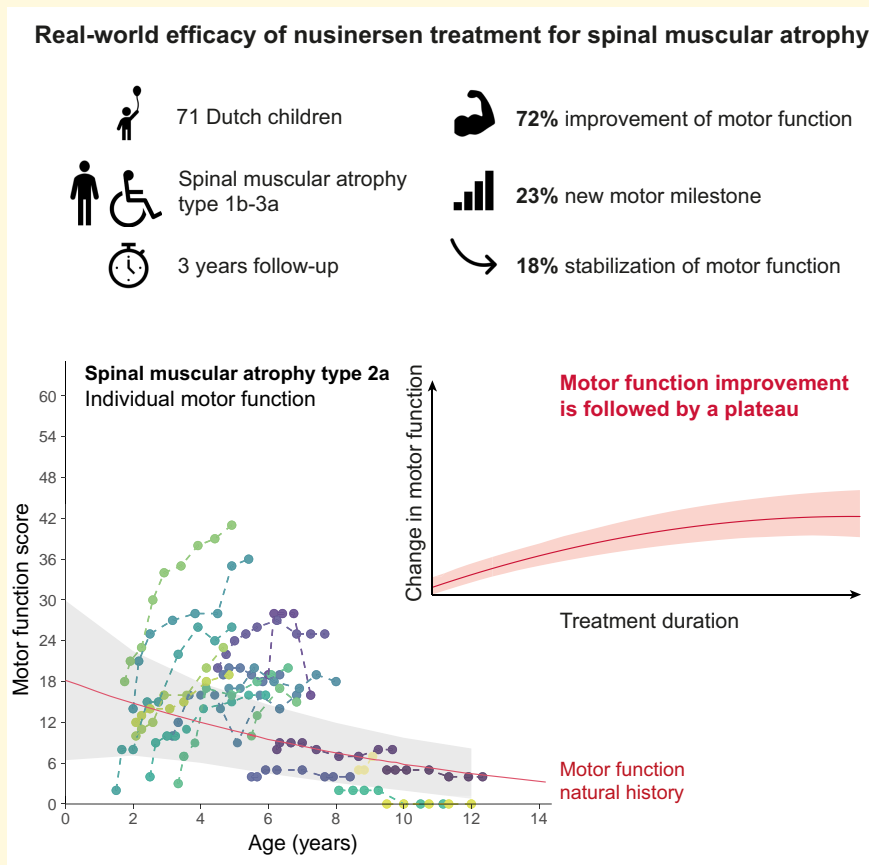 Real-world efficacy of nusinersen treatment for spinal muscular atrophy
71 Dutch children
Spinal muscular atrophy
type 1b-3a
3 years follow-up
72% improvement of motor function
23% new motor milestone
18% stabilization of motor function
Spinal muscular atrophy type 2a
Individual motor function
Motor function score
60
54
48
42
36
30
24
18
12
6
0
0 2 4 6 8 10 12 14
Age (years)
Motor function
natural history
Motor function improvement
is followed by a plateau
Change in motor function
Treatment duration